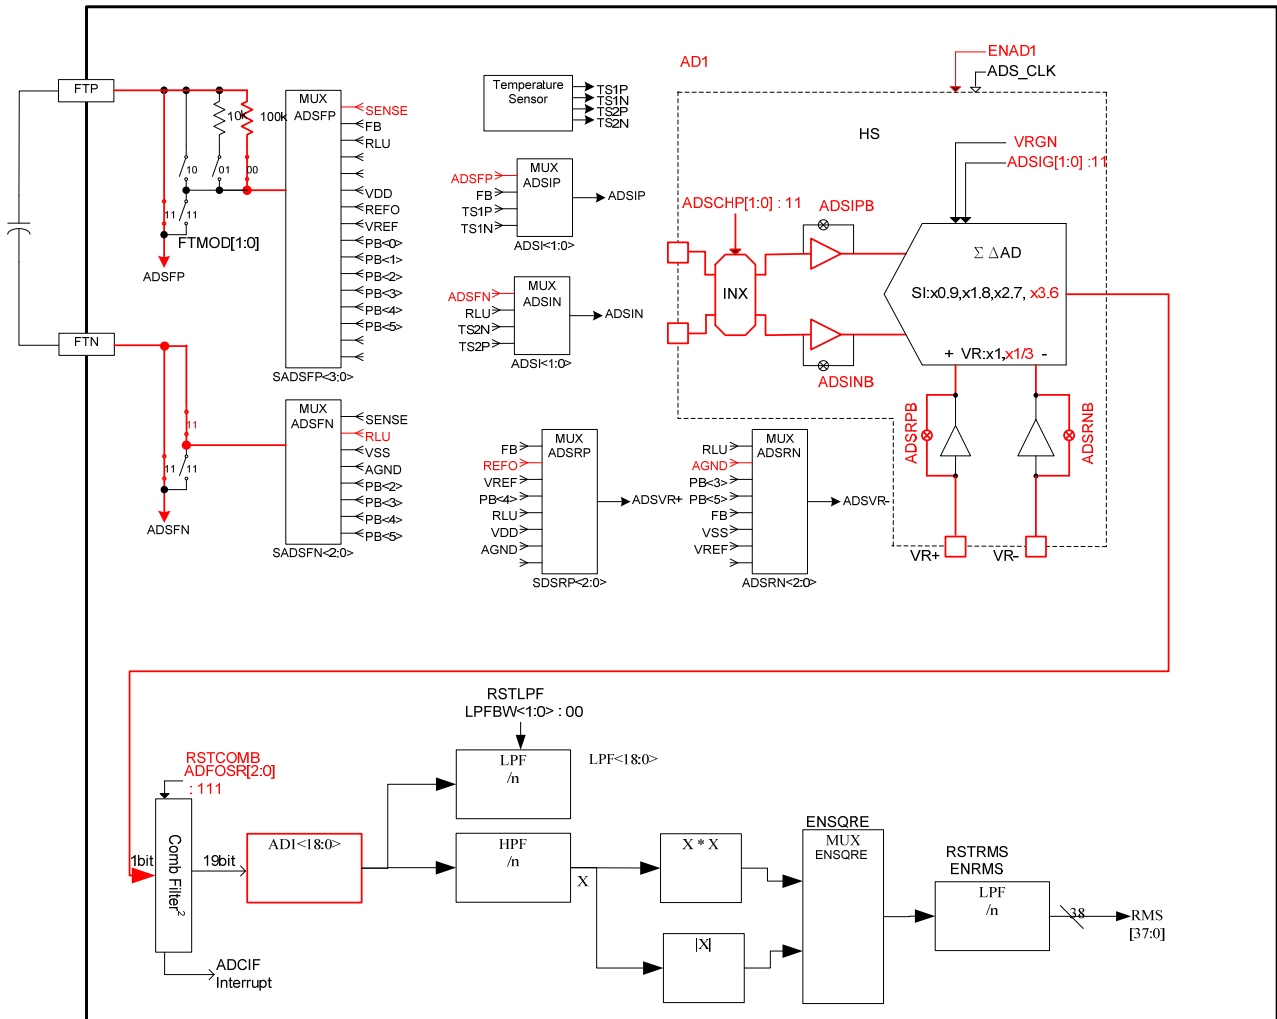 FTP
10k
100k
10
01
00
11
11
FTMOD[1:0]
ADSFP
FTN
11
11
11
ADSFN
MUX
ADSFP
SENSE
FB
RLU
VDD
REFO
VREF
PB<0>
PB<1>
PB<2>
PB<3>
PB<4>
PB<5>
SADSFP<3:0>
MUX
ADSFN
SENSE
RLU
VSS
AGND
PB<2>
PB<3>
PB<4>
PB<5>
SADSFN<2:0>
Temperature
Sensor
TS1P
TS1N
TS2P
TS2N
MUX
ADSIP
ADSFP
FB
TS1P
TS1N
ADSIP
ADSI<1:0>
MUX
ADSIN
ADSFN
RLU
TS2N
TS2P
ADSIN
ADSI<1:0>
MUX
ADSRP
FB
REFO
VREF
PB<4>
RLU
VDD
AGND
ADSVR+
SDSRP<2:0>
MUX
ADSRN
RLU
AGND
PB<3>
PB<5>
FB
VSS
VREF
ADSVR-
ADSRN<2:0>
AD1
ENAD1
ADS_CLK
HS
VRGN
ADSIG[1:0] :11
ADSCHP[1:0] : 11
ADSIPB
INX
ADSINB
Σ ΔAD
SI:x0.9,x1.8,x2.7, x3.6
+ VR:x1,x1/3 -
ADSRPB
ADSRNB
VR+
VR-
RSTLPF
LPFBW<1:0> : 00
LPF
/n
LPF<18:0>
RSTCOMB
ADFOSR[2:0]
: 111
1bit
Comb Filter2
19bit
AD1<18:0>
HPF
/n
X
X * X
|X|
ENSQRE
MUX
ENSQRE
RSTRMS
ENRMS
LPF
/n
38
RMS
[37:0]
ADCIF
Interrupt